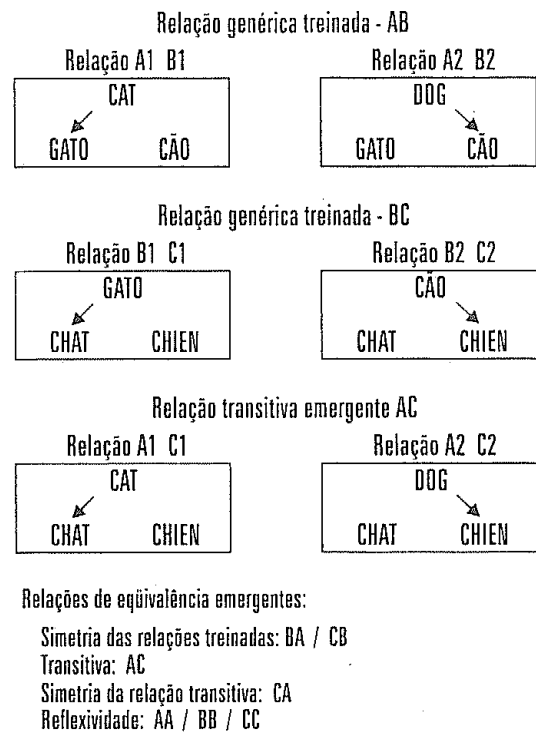 Relação genérica treinada - AB
Relação A1 B1 Relação A2 B2
CAT DOG
GATO CÃO GATO CÃO
Relação genérica treinada - BC
Relação B1 C1 Relação B2 C2
GATO CÃO
CHAT CHIEN CHAT CHIEN
Relação transitiva emergente AC
Relação A1 C1 Relação A2 C2
CAT DOG
CHAT CHIEN CHAT CHIEN
Relações de eqüivalência emergentes:
Simetria das relações treinadas: BA / CB
Transitiva: AC
Simetria da relação transitiva: CA
Reflexividade: AA / BB / CC